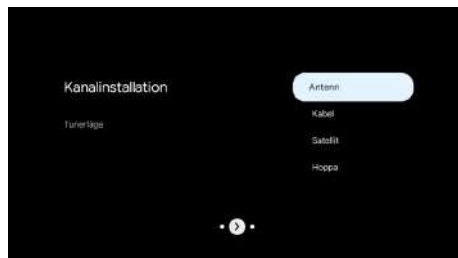 Kanalinstallation
Tunerläge
Antenn
Kabel
Satellit
Hoppa